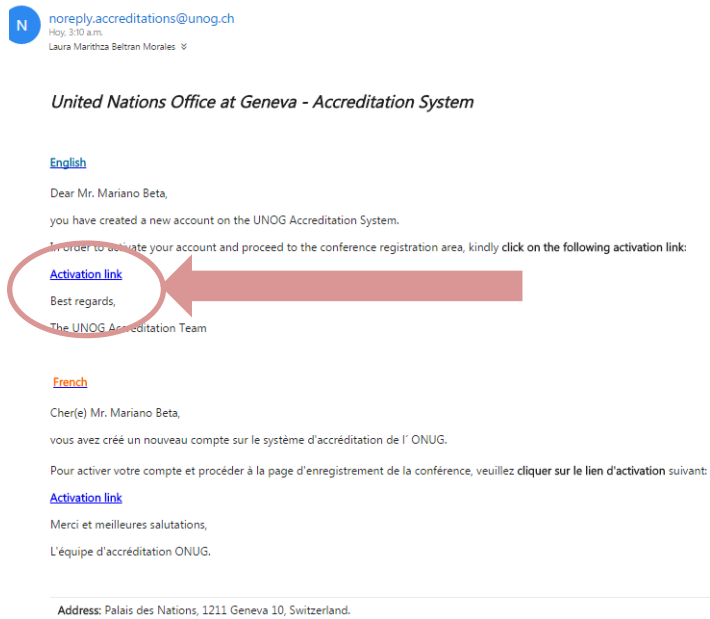 N
noreply.accreditations@unog.ch
Hoy, 3:10 a.m.
Laura Marithza Beltran Morales
United Nations Office at Geneva - Accreditation System
English
Dear Mr. Mariano Beta,
you have created a new account on the UNOG Accreditation System.
In order to activate your account and proceed to the conference registration area, kindly click on the following activation link:
Activation link
Best regards,
The UNOG Accreditation Team
French
Cher(e) Mr. Mariano Beta,
vous avez créé un nouveau compte sur le système d'accréditation de l´ ONUG.
Pour activer votre compte et procéder à la page d'enregistrement de la conférence, veuillez cliquer sur le lien d'activation suivant:
Activation link
Merci et meilleures salutations,
L'équipe d'accréditation ONUG.
Address: Palais des Nations, 1211 Geneva 10, Switzerland.